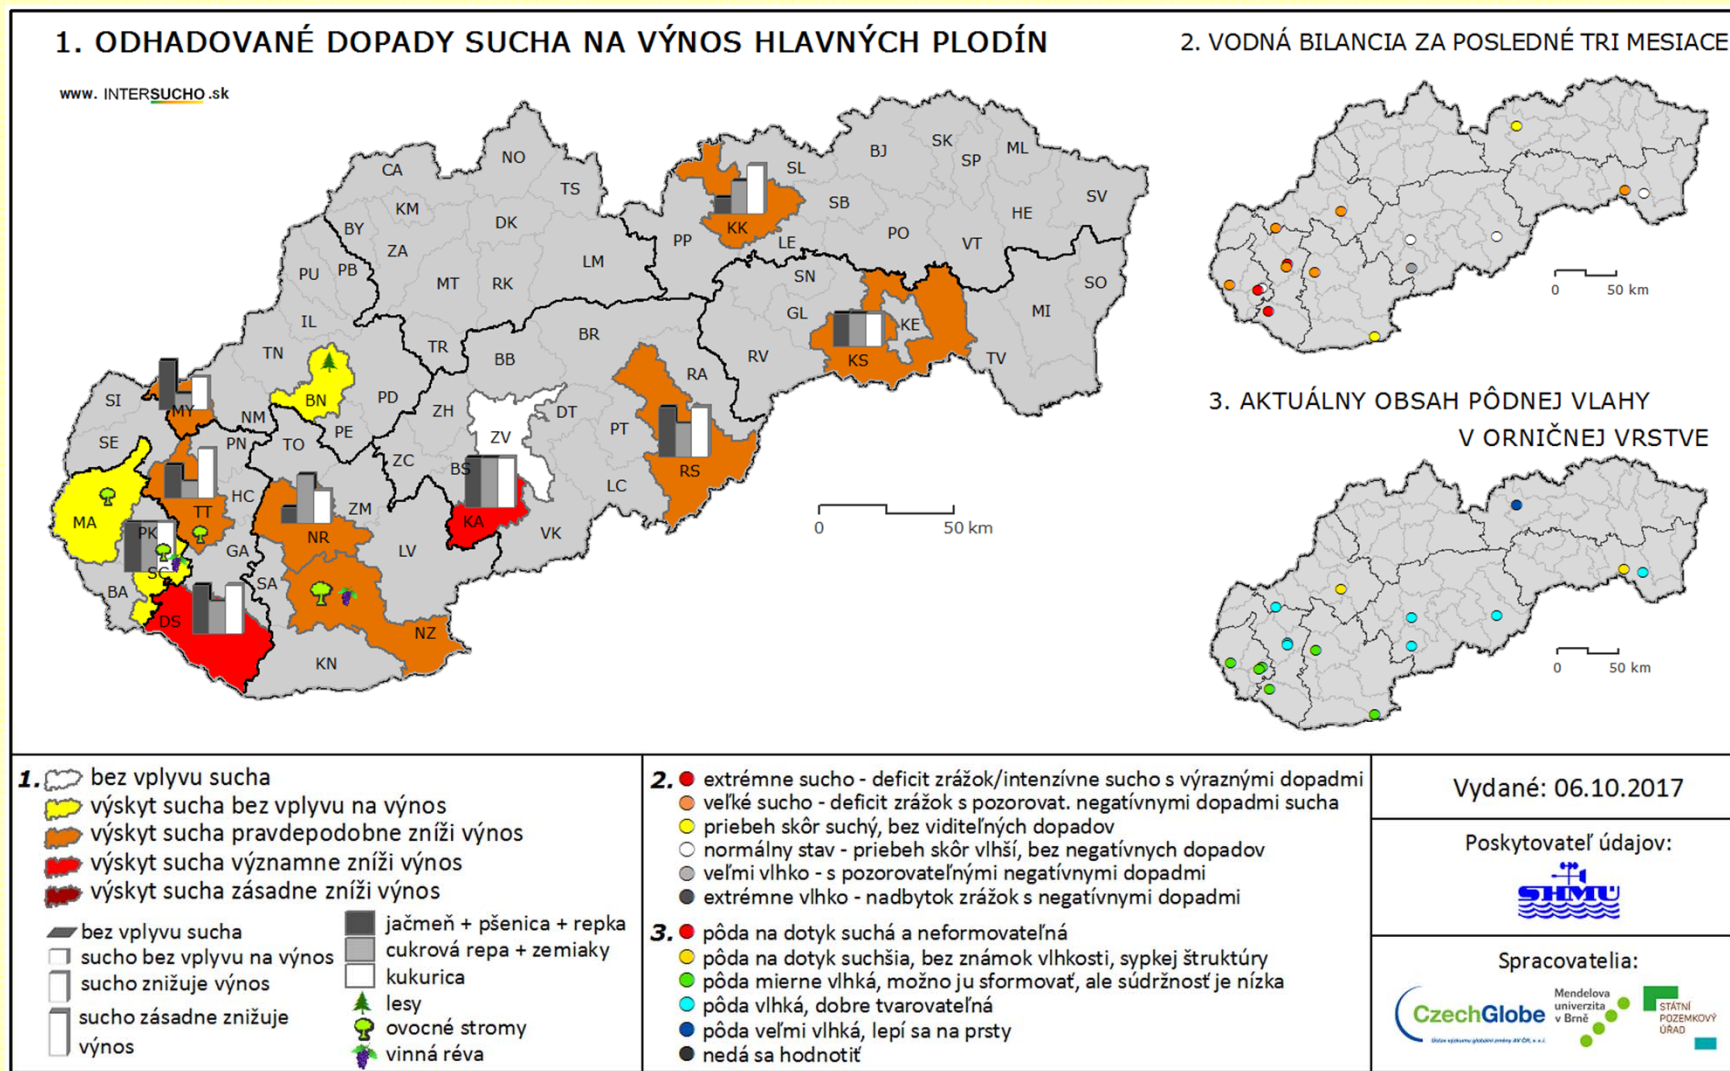 1. ODHADOVANÉ DOPADY SUCHA NA VÝNOS HLAVNÝCH PLODÍN
www. INTERSUCHO .sk
NO
CA
TS
KM
DK
BY
ZA
LM
PU
PB
MT
RK
IL
TN
TR
BB
BR
BN
PD
ZH
DT
RA
SI
MY
NM
SE
PN
TO
PE
ZV
PT
ZC
BS
RS
HC
TT
ZM
LC
MA
PK
NR
KA
VK
GA
LV
SC
BA
SA
DS
NZ
KN
SL
BJ
SK
SP
ML
SV
SB
HE
KK
PO
PP
LE
VT
SN
SO
MI
GL
KE
RV
KS
TV
0 50 km
2. VODNÁ BILANCIA ZA POSLEDNÉ TRI MESIACE
0 50 km
3. AKTUÁLNY OBSAH PÔDNEJ VLAHY
V ORNIČNEJ VRSTVE
0 50 km
1. bez vplyvu sucha
výskyt sucha bez vplyvu na výnos
výskyt sucha pravdepodobne zníži výnos
výskyt sucha významne zníži výnos
výskyt sucha zásadne zníži výnos
bez vplyvu sucha
sucho bez vplyvu na výnos
sucho znižuje výnos
sucho zásadne znižuje
výnos
jačmeň + pšenica + repka
cukrová repa + zemiaky
kukurica
lesy
ovocné stromy
vinná réva
2. extrémne sucho - deficit zrážok/intenzívne sucho s výraznými dopadmi
veľké sucho - deficit zrážok s pozorovat. negatívnymi dopadmi sucha
priebeh skôr suchý, bez viditeľných dopadov
normálny stav - priebeh skôr vlhší, bez negatívnych dopadov
veľmi vlhko - s pozorovateľnými negatívnymi dopadmi
extrémne vlhko - nadbytok zrážok s negatívnymi dopadmi
3. pôda na dotyk suchá a neformovateľná
pôda na dotyk suchšia, bez známok vlhkosti, sypkej štruktúry
pôda mierne vlhká, možno ju sformovať, ale súdržnosť je nízka
pôda vlhká, dobre tvarovateľná
pôda veľmi vlhká, lepí sa na prsty
nedá sa hodnotiť
Vydané: 06.10.2017
Poskytovateľ údajov:
SHMÚ
Spracovatelia:
CzechGlobe
Ústav výzkumu globální změny AV ČR, v. v. i.
Mendelova
univerzita
v Brně
STÁTNÍ
POZEMKOVÝ
ÚŘAD